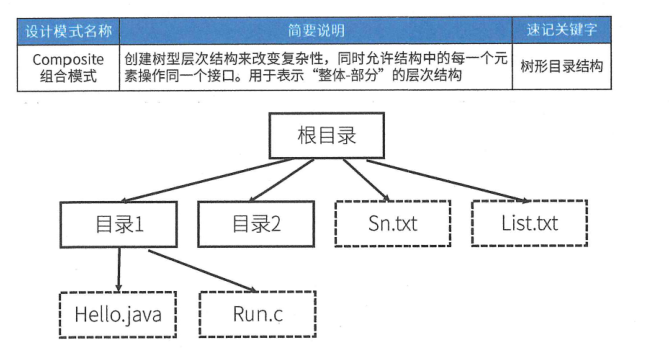 设计模式名称 简要说明 速记关键字
Composite
组合模式
创建树型层次结构来改变复杂性，同时允许结构中的每一个元
素操作同一个接口。用于表示“整体-部分”的层次结构
树形目录结构
根目录
目录1 目录2 Sn.txt List.txt
Hello.java Run.c